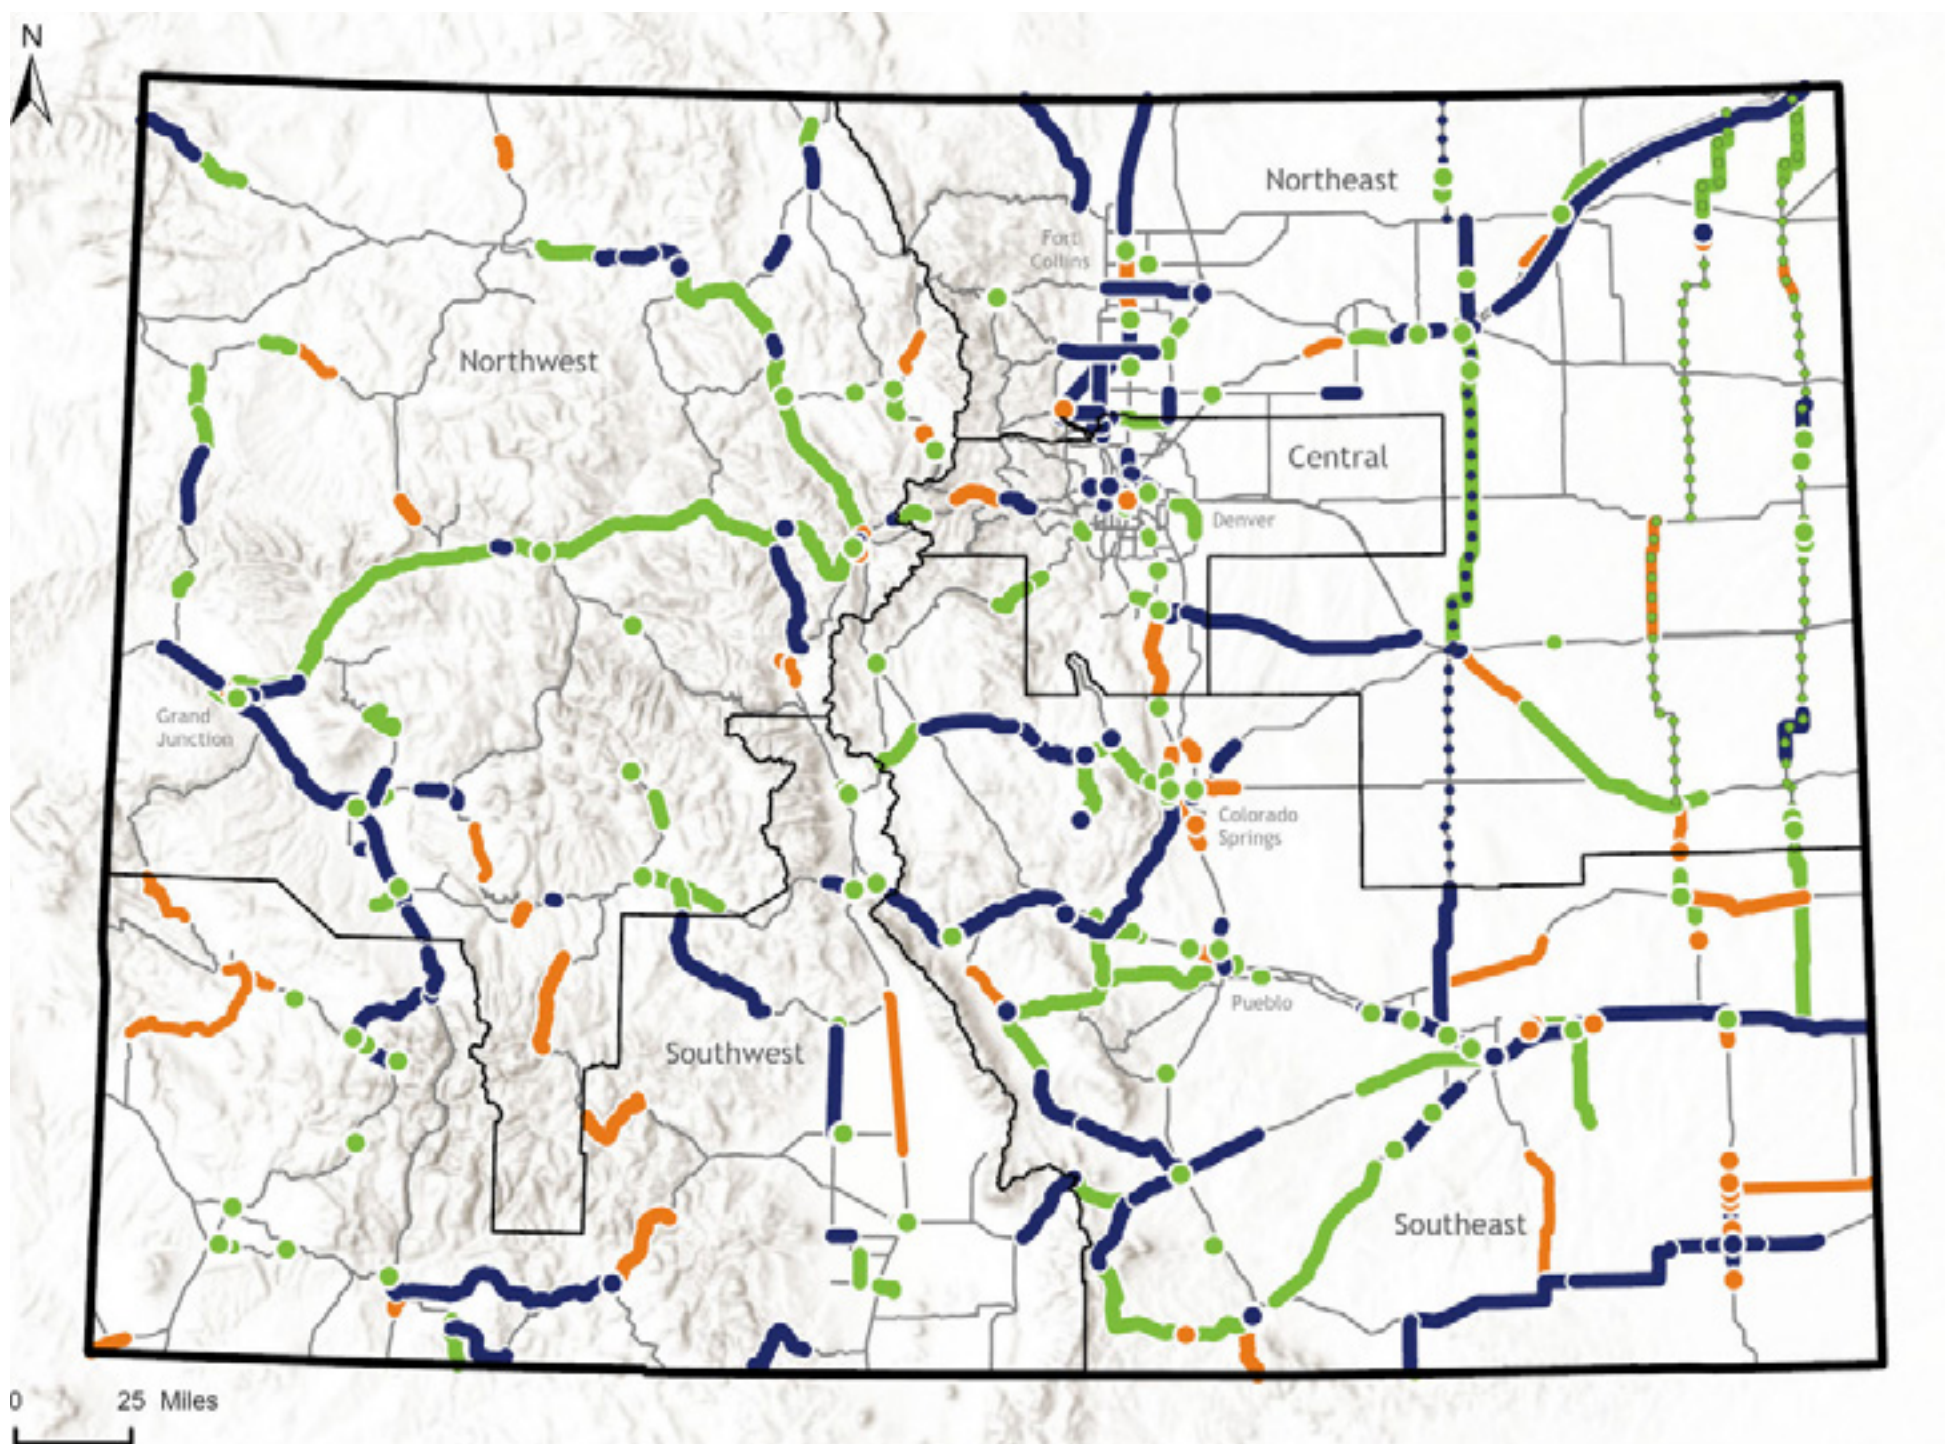 N
Northeast
Fort
Collins
Northwest
Central
Denver
Grand
Junction
Colorado
Springs
Pueblo
Southwest
Southeast
0 25 Miles